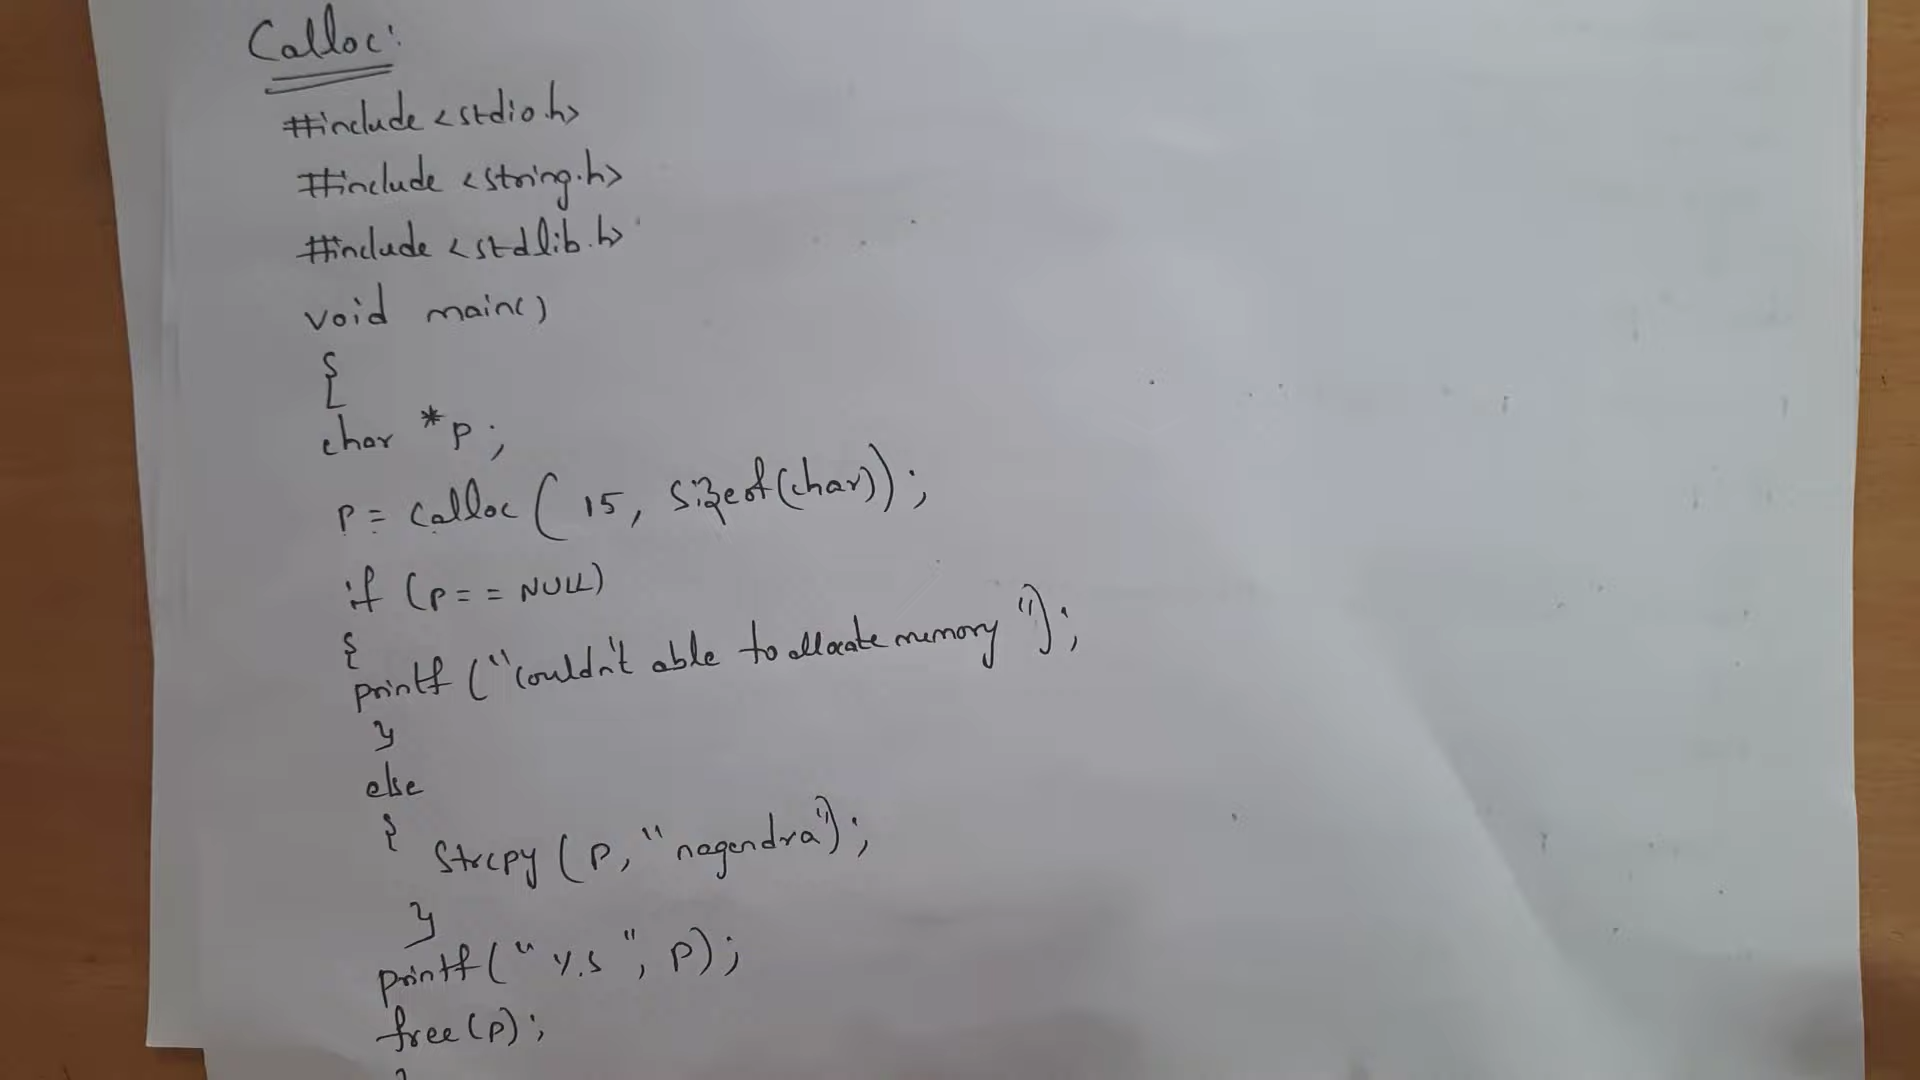 Calloc:
#include <stdio.h>
#include <string.h>
#include <stdlib.h>
void main()
{
char *p;
p = calloc ( 15, sizeof(char));
if (p == NULL)
{
printf ("couldn't able to allocate memory");
}
else
{ strcpy (p, "nagendra");
}
printf ("%s", p);
free(p);
}